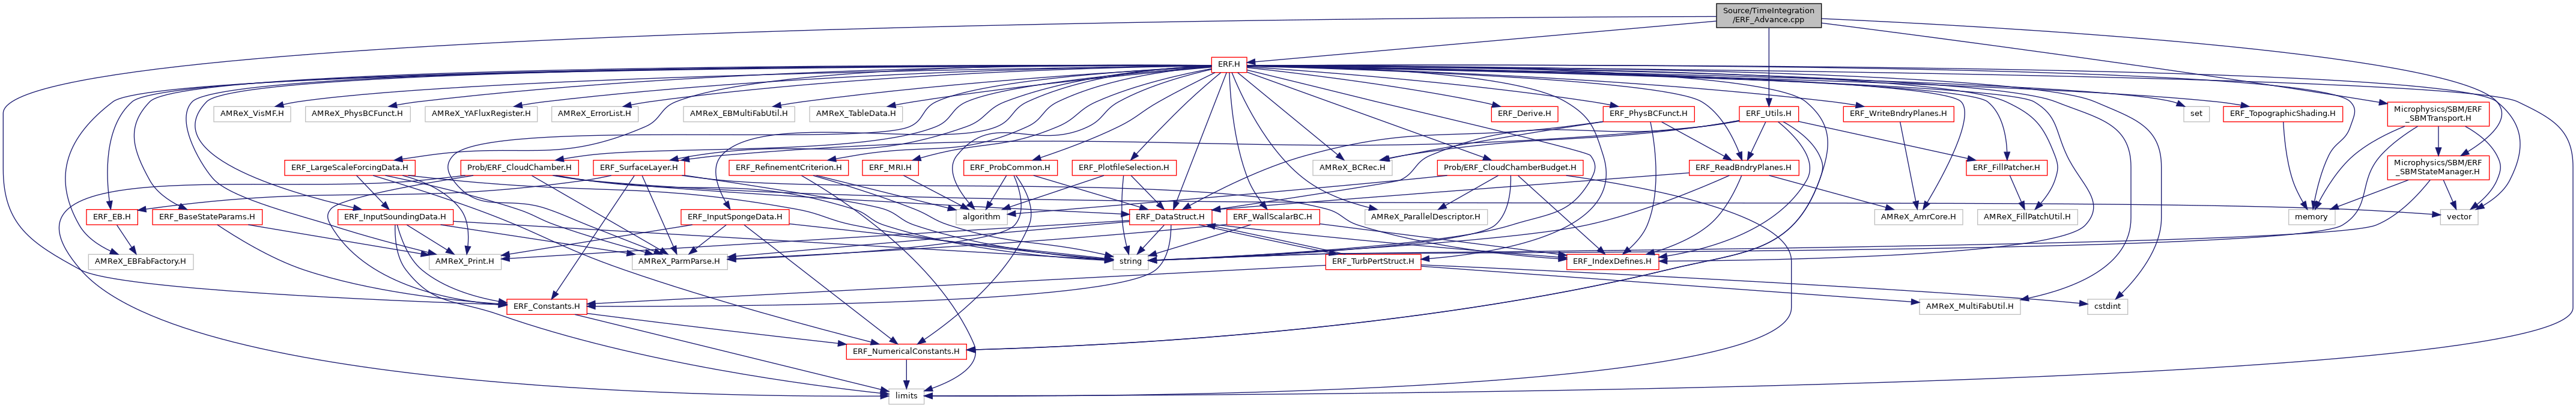 Source/TimeIntegration
/ERF_Advance.cpp
ERF.H
AMReX_VisMF.H
AMReX_PhysBCFunct.H
AMReX_YAFluxRegister.H
AMReX_ErrorList.H
AMReX_EBMultiFabUtil.H
AMReX_TableData.H
ERF_Derive.H
ERF_PhysBCFunct.H
ERF_Utils.H
ERF_WriteBndryPlanes.H
set
ERF_TopographicShading.H
Microphysics/SBM/ERF
_SBMTransport.H
ERF_LargeScaleForcingData.H
Prob/ERF_CloudChamber.H
ERF_SurfaceLayer.H
ERF_RefinementCriterion.H
ERF_MRI.H
ERF_ProbCommon.H
ERF_PlotfileSelection.H
AMReX_BCRec.H
Prob/ERF_CloudChamberBudget.H
ERF_ReadBndryPlanes.H
ERF_FillPatcher.H
Microphysics/SBM/ERF
_SBMStateManager.H
ERF_EB.H
ERF_BaseStateParams.H
ERF_InputSoundingData.H
ERF_InputSpongeData.H
algorithm
ERF_DataStruct.H
ERF_WallScalarBC.H
AMReX_ParallelDescriptor.H
AMReX_AmrCore.H
AMReX_FillPatchUtil.H
memory
vector
AMReX_EBFabFactory.H
AMReX_Print.H
AMReX_ParmParse.H
string
ERF_TurbPertStruct.H
ERF_IndexDefines.H
ERF_Constants.H
AMReX_MultiFabUtil.H
cstdint
ERF_NumericalConstants.H
limits